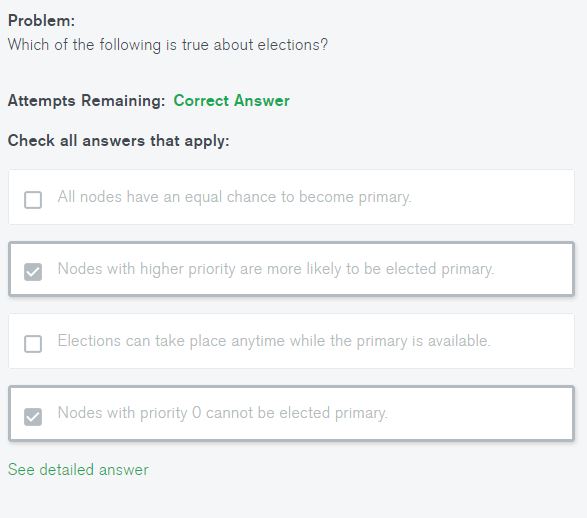 Problem:
Which of the following is true about elections?
Attempts Remaining: Correct Answer
Check all answers that apply:
All nodes have an equal chance to become primary.
Nodes with higher priority are more likely to be elected primary.
Elections can take place anytime while the primary is available.
Nodes with priority 0 cannot be elected primary.
See detailed answer